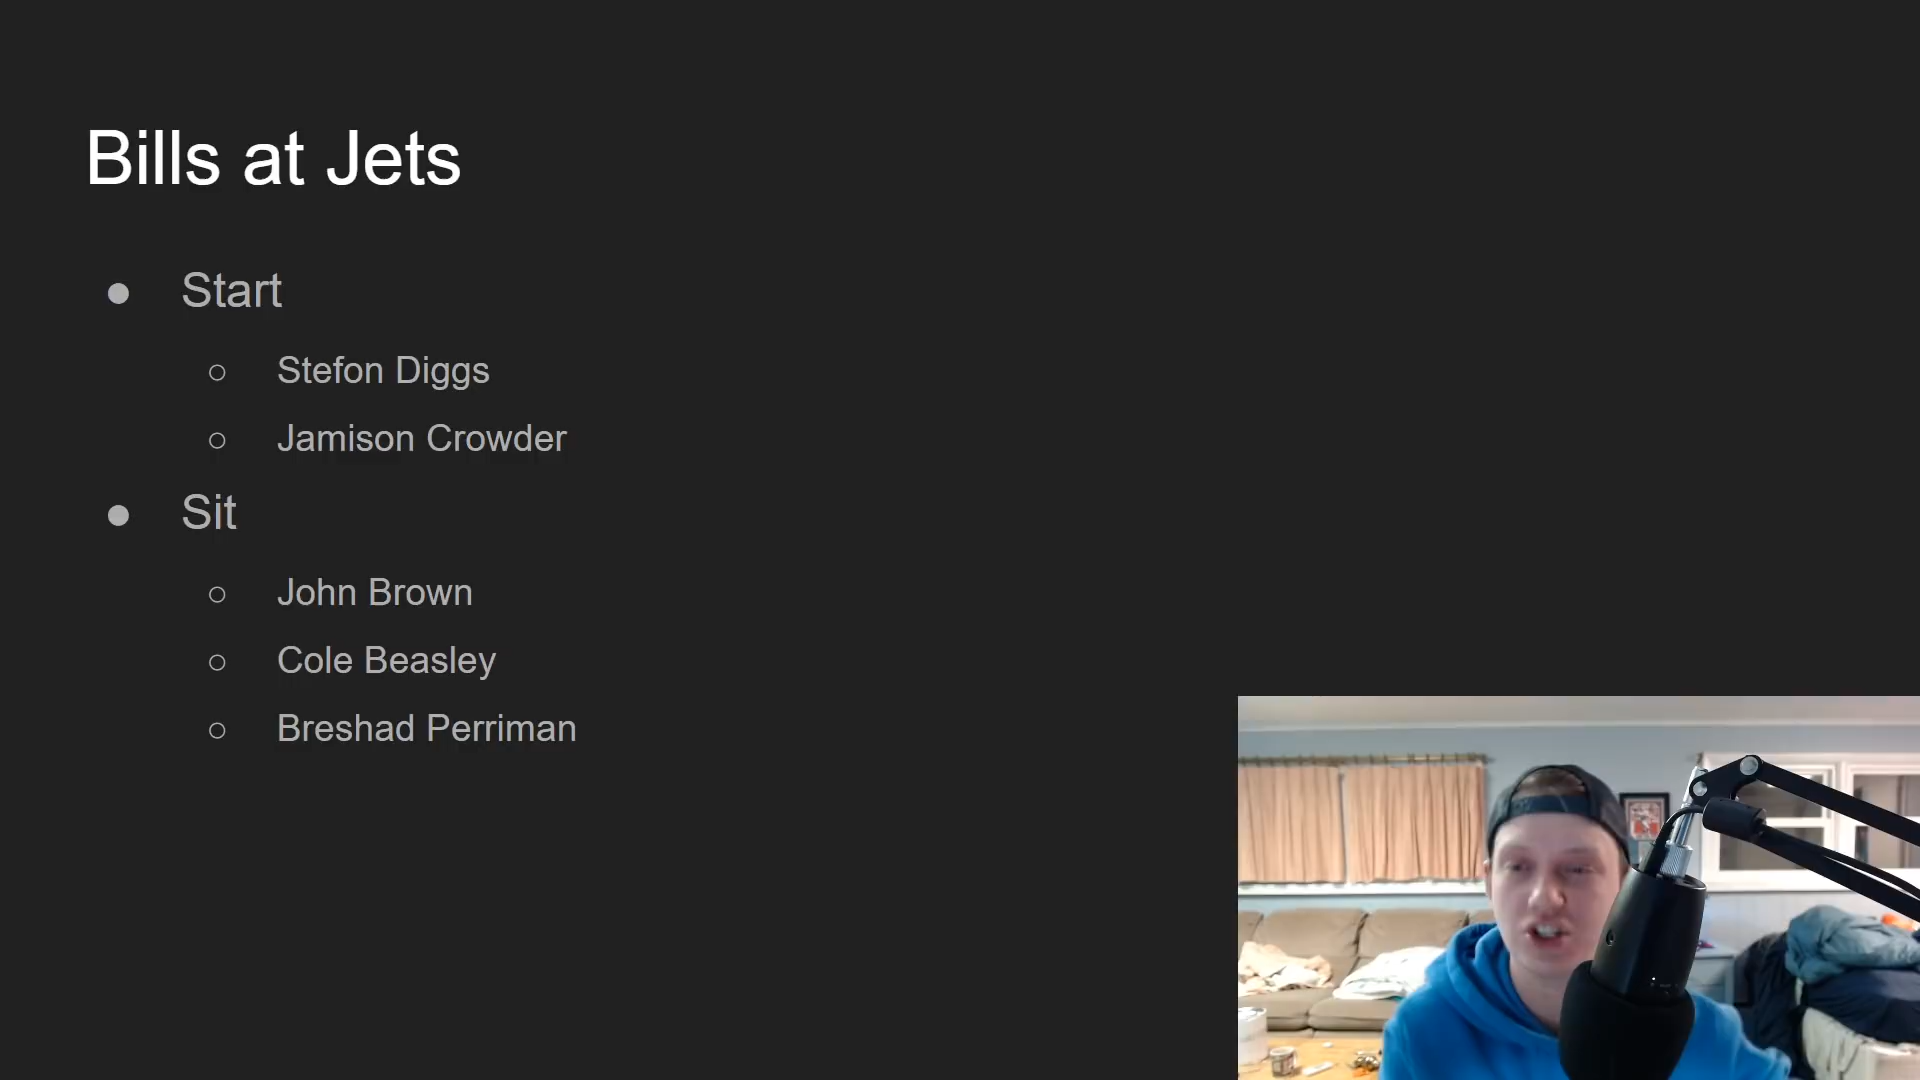 Bills at Jets
● Start
○ Stefon Diggs
○ Jamison Crowder
● Sit
○ John Brown
○ Cole Beasley
○ Breshad Perriman